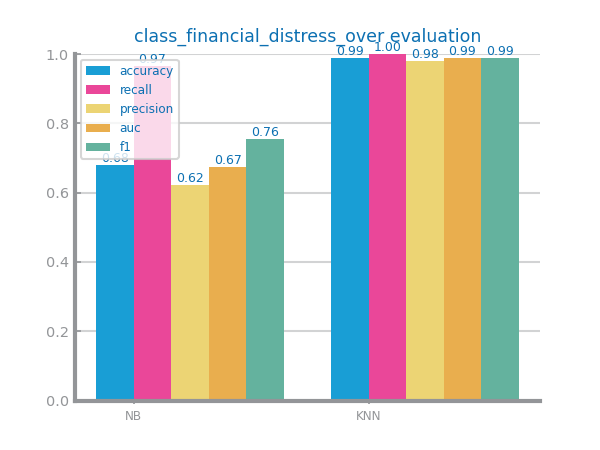 class_financial_distress_over evaluation
1.0
0.8
0.6
0.4
0.2
0.0
accuracy
recall
precision
auc
f1
0.68
0.97
0.62
0.67
0.76
0.99
1.00
0.98
0.99
0.99
NB
KNN